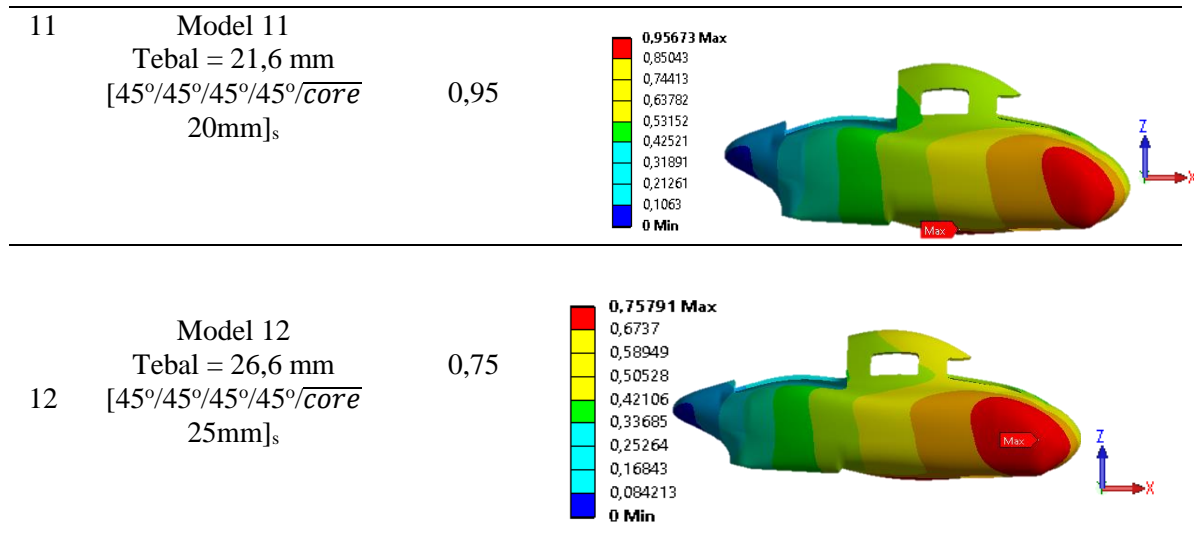 11
Model 11
Tebal = 21,6 mm
[45°/45°/45°/45°/core
20mm]s
0,95
0,95673 Max
0,85043
0,74413
0,63782
0,53152
0,42521
0,31891
0,21261
0,1063
0 Min
Max
Z
X
12
Model 12
Tebal = 26,6 mm
[45°/45°/45°/45°/core
25mm]s
0,75
0,75791 Max
0,6737
0,58949
0,50528
0,42106
0,33685
0,25264
0,16843
0,084213
0 Min
Max
Z
X